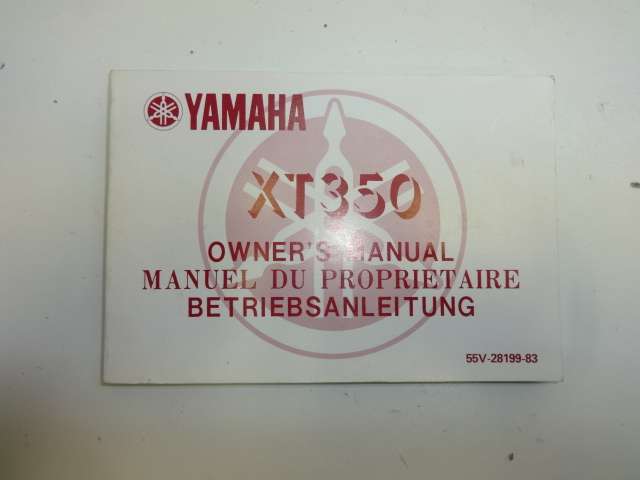 YAMAHA
XT350
OWNER'S MANUAL
MANUEL DU PROPRIETAIRE
BETRIEBSANLEITUNG
55V-28199-83